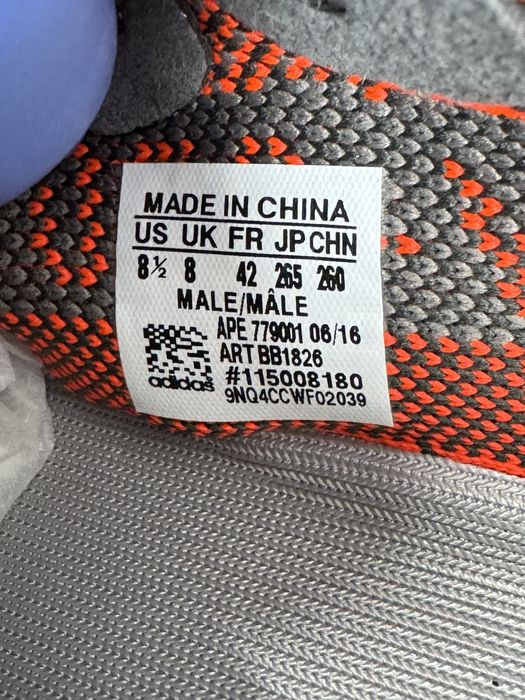 MADE IN CHINA
US UK FR JP CHN
8½ 8 42 265 260
MALE/MÂLE
APE 779001 06/16
ART BB1826
#115008180
adidas
9NQ4CCWF02039